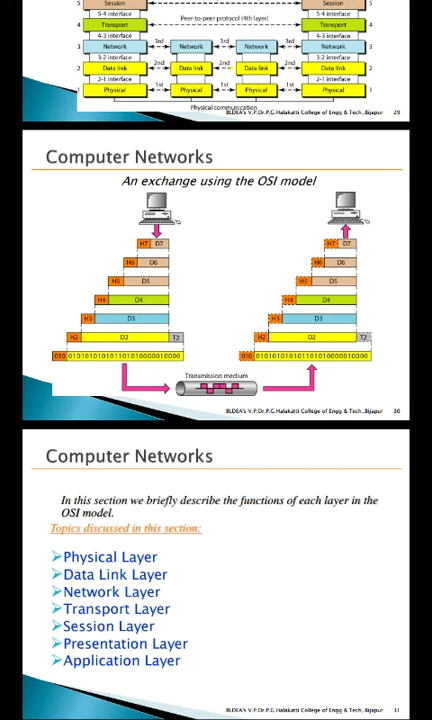 5 Session Session 5
5-4 interface 5-4 interface
Peer-to-peer protocol (4th layer)
4 Transport Transport 4
4-3 interface 3rd 3rd 3rd 4-3 interface
3 Network Network Network Network 3
3-2 interface 2nd 2nd 2nd 3-2 interface
2 Data link Data link Data link Data link 2
2-1 interface 1st 1st 1st 2-1 interface
1 Physical Physical Physical Physical 1
Physical communication
BLDEA's V.P.Dr.P.G.Halakatti College of Engg & Tech,.Bijapur 29
Computer Networks
An exchange using the OSI model
H7 D7 H7 D7
H6 D6 H6 D6
H5 D5 H5 D5
H4 D4 H4 D4
H3 D3 H3 D3
H2 D2 T2 H2 D2 T2
010 010101010101101010000010000 010 010101010101101010000010000
Transmission medium
BLDEA's V.P.Dr.P.G.Halakatti College of Engg & Tech,.Bijapur 30
Computer Networks
In this section we briefly describe the functions of each layer in the
OSI model.
Topics discussed in this section:
Physical Layer
Data Link Layer
Network Layer
Transport Layer
Session Layer
Presentation Layer
Application Layer
BLDEA's V.P.Dr.P.G.Halakatti College of Engg & Tech,.Bijapur 31